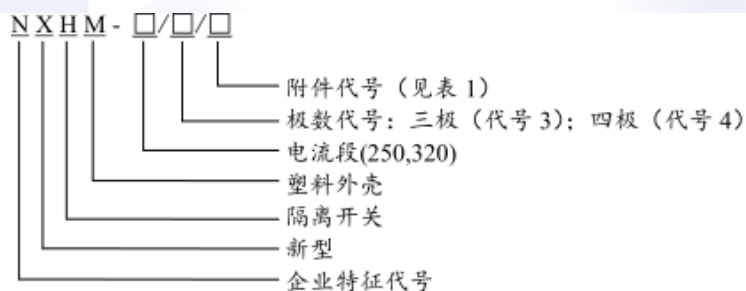 NXHM-□/□/□
附件代号（见表 1）
极数代号：三极（代号 3）；四极（代号 4）
电流段(250,320)
塑料外壳
隔离开关
新型
企业特征代号